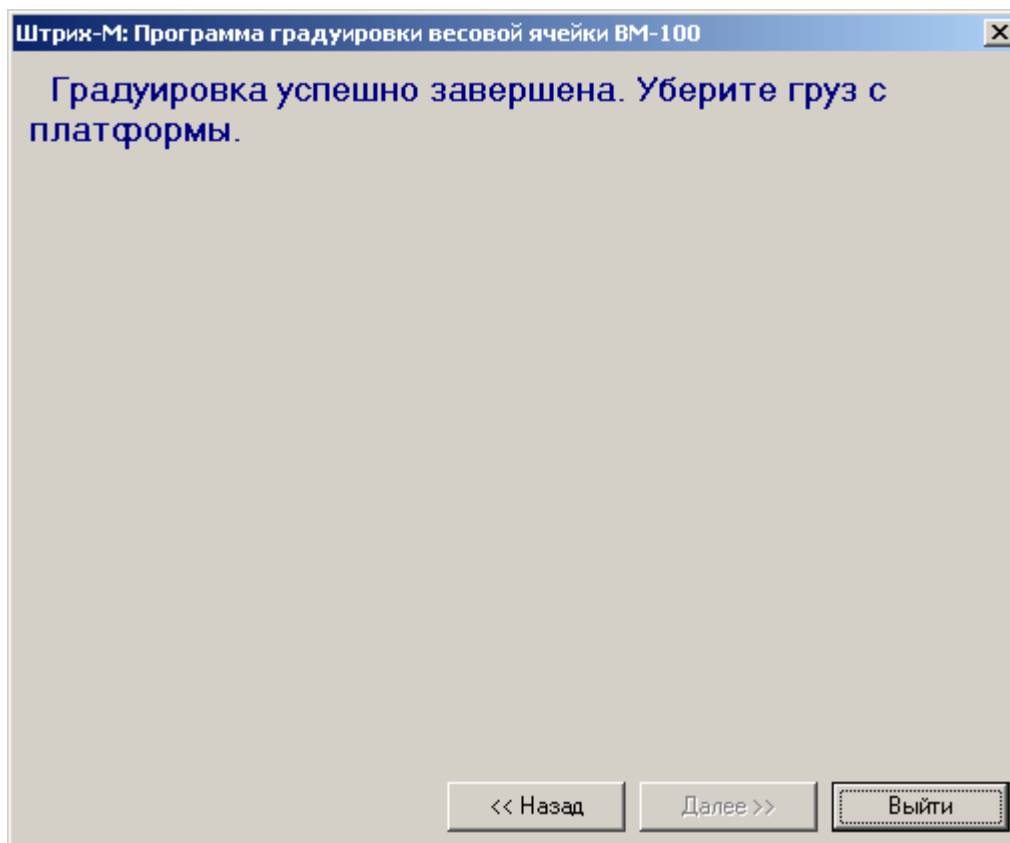 Штрих-М: Программа градуировки весовой ячейки ВМ-100
Градуировка успешно завершена. Уберите груз с
платформы.
<< Назад
Далее >>
Выйти